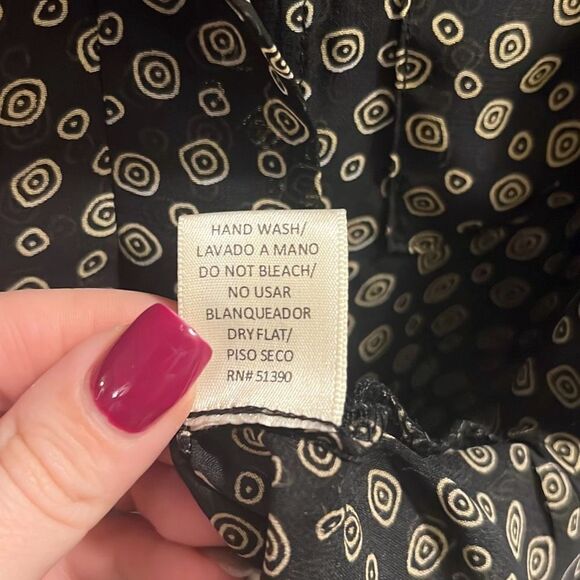 HAND WASH/
LAVADO A MANO
DO NOT BLEACH/
NO USAR
BLANQUEADOR
DRY FLAT/
PISO SECO
RN# 51390